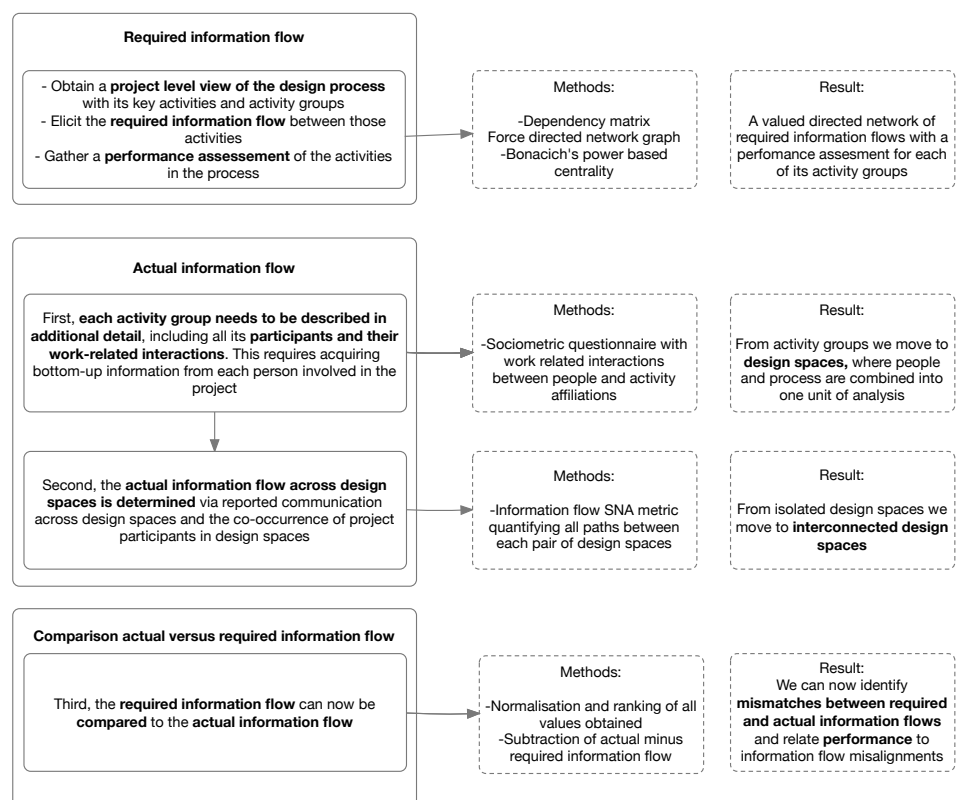 Required information flow
- Obtain a project level view of the design process
with its key activities and activity groups
- Elicit the required information flow between those
activities
- Gather a performance assessement of the activities
in the process
Methods:
-Dependency matrix
Force directed network graph
-Bonacich's power based
centrality
Result:
A valued directed network of
required information flows with a
perfomance assesment for each
of its activity groups
Actual information flow
First, each activity group needs to be described in
additional detail, including all its participants and their
work-related interactions. This requires acquiring
bottom-up information from each person involved in the
project
Methods:
-Sociometric questionnaire with
work related interactions
between people and activity
affiliations
Result:
From activity groups we move to
design spaces, where people
and process are combined into
one unit of analysis
Second, the actual information flow across design
spaces is determined via reported communication
across design spaces and the co-occurrence of project
participants in design spaces
Methods:
-Information flow SNA metric
quantifying all paths between
each pair of design spaces
Result:
From isolated design spaces we
move to interconnected design
spaces
Comparison actual versus required information flow
Third, the required information flow can now be
compared to the actual information flow
Methods:
-Normalisation and ranking of all
values obtained
-Subtraction of actual minus
required information flow
Result:
We can now identify
mismatches between required
and actual information flows
and relate performance to
information flow misalignments